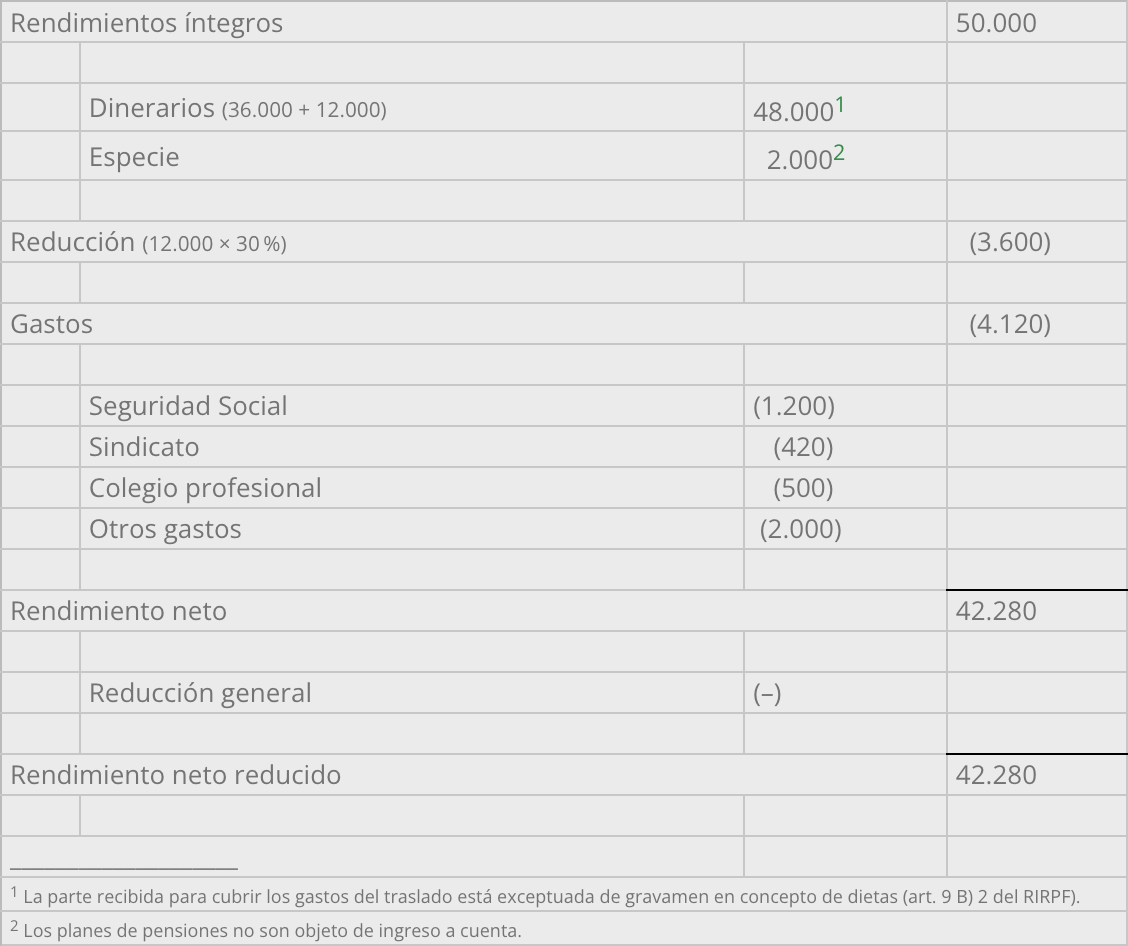 Rendimientos íntegros 50.000
Dinerarios (36.000 + 12.000) 48.000¹
Especie 2.000²
Reducción (12.000 × 30 %) (3.600)
Gastos (4.120)
Seguridad Social (1.200)
Sindicato (420)
Colegio profesional (500)
Otros gastos (2.000)
Rendimiento neto 42.280
Reducción general (–)
Rendimiento neto reducido 42.280
¹ La parte recibida para cubrir los gastos del traslado está exceptuada de gravamen en concepto de dietas (art. 9 B) 2 del RIRPF).
² Los planes de pensiones no son objeto de ingreso a cuenta.